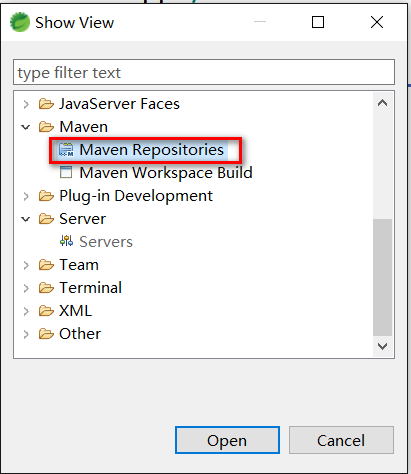 Show View
type filter text
JavaServer Faces
Maven
Maven Repositories
Maven Workspace Build
Plug-in Development
Server
Servers
Team
Terminal
XML
Other
Open Cancel